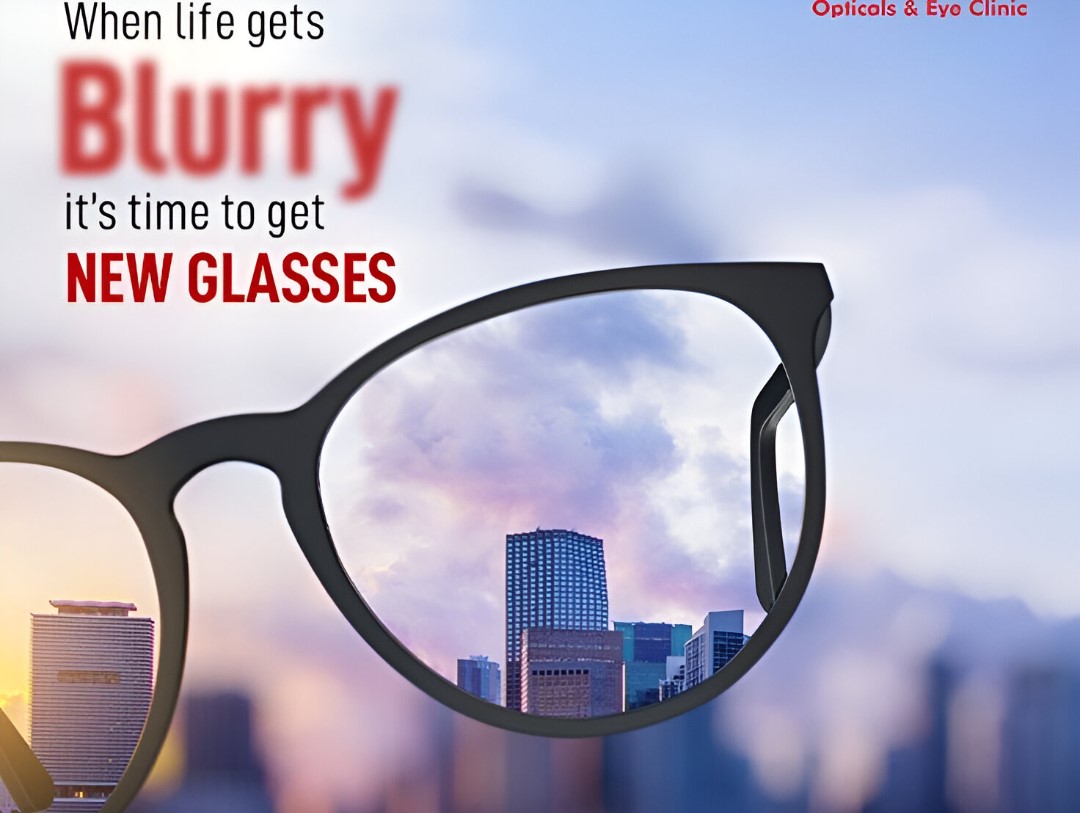 When life gets
Blurry
it's time to get
NEW GLASSES
Opticals & Eye Clinic